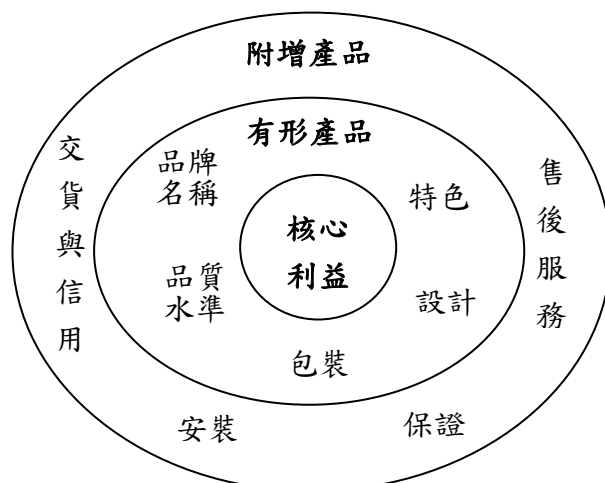 附增產品
有形產品
品牌
名稱
特色
核心
利益
品質
水準
設計
包裝
交貨與信用
售後服務
安裝
保證